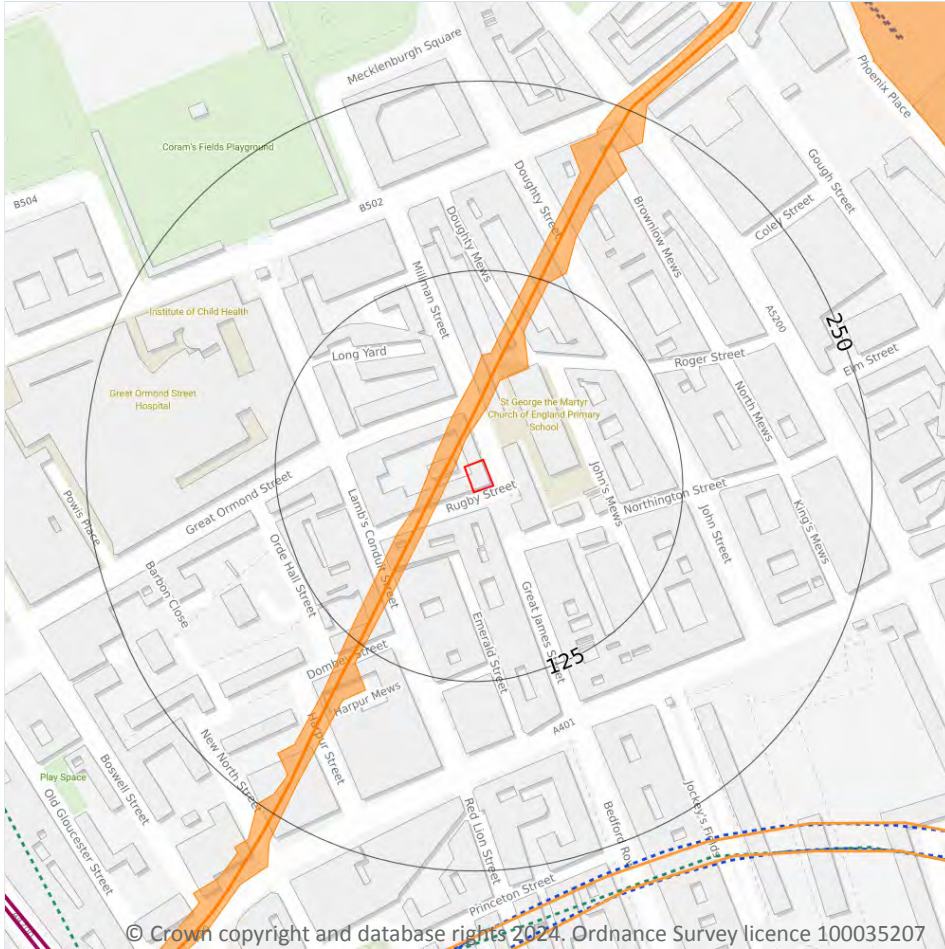 Mecklenburgh Square
Phoenix Place
Coram's Fields Playground
Gough Street
B504
B502
Doughty Street
Brownlow Mews
Coley Street
Doughty Mews
Millman Street
A5200
250
Institute of Child Health
Long Yard
Roger Street
Elm Street
Great Ormond Street
Hospital
St George the Martyr
Church of England Primary
School
North Mews
Powis Place
Great Ormond Street
Lamb's Conduit Street
Rugby Street
John's Mews
Northington Street
John Street
King's Mews
Orde Hall Street
Barbon Close
Emerald Street
Great James Street
Dombey Street
125
Harpur Mews
Harpur Street
A401
New North Street
Play Space
Boswell Street
Old Gloucester Street
Red Lion Street
Bedford Ro
Jockey's Fields
Princeton Street
© Crown copyright and database rights 2024. Ordnance Survey licence 100035207